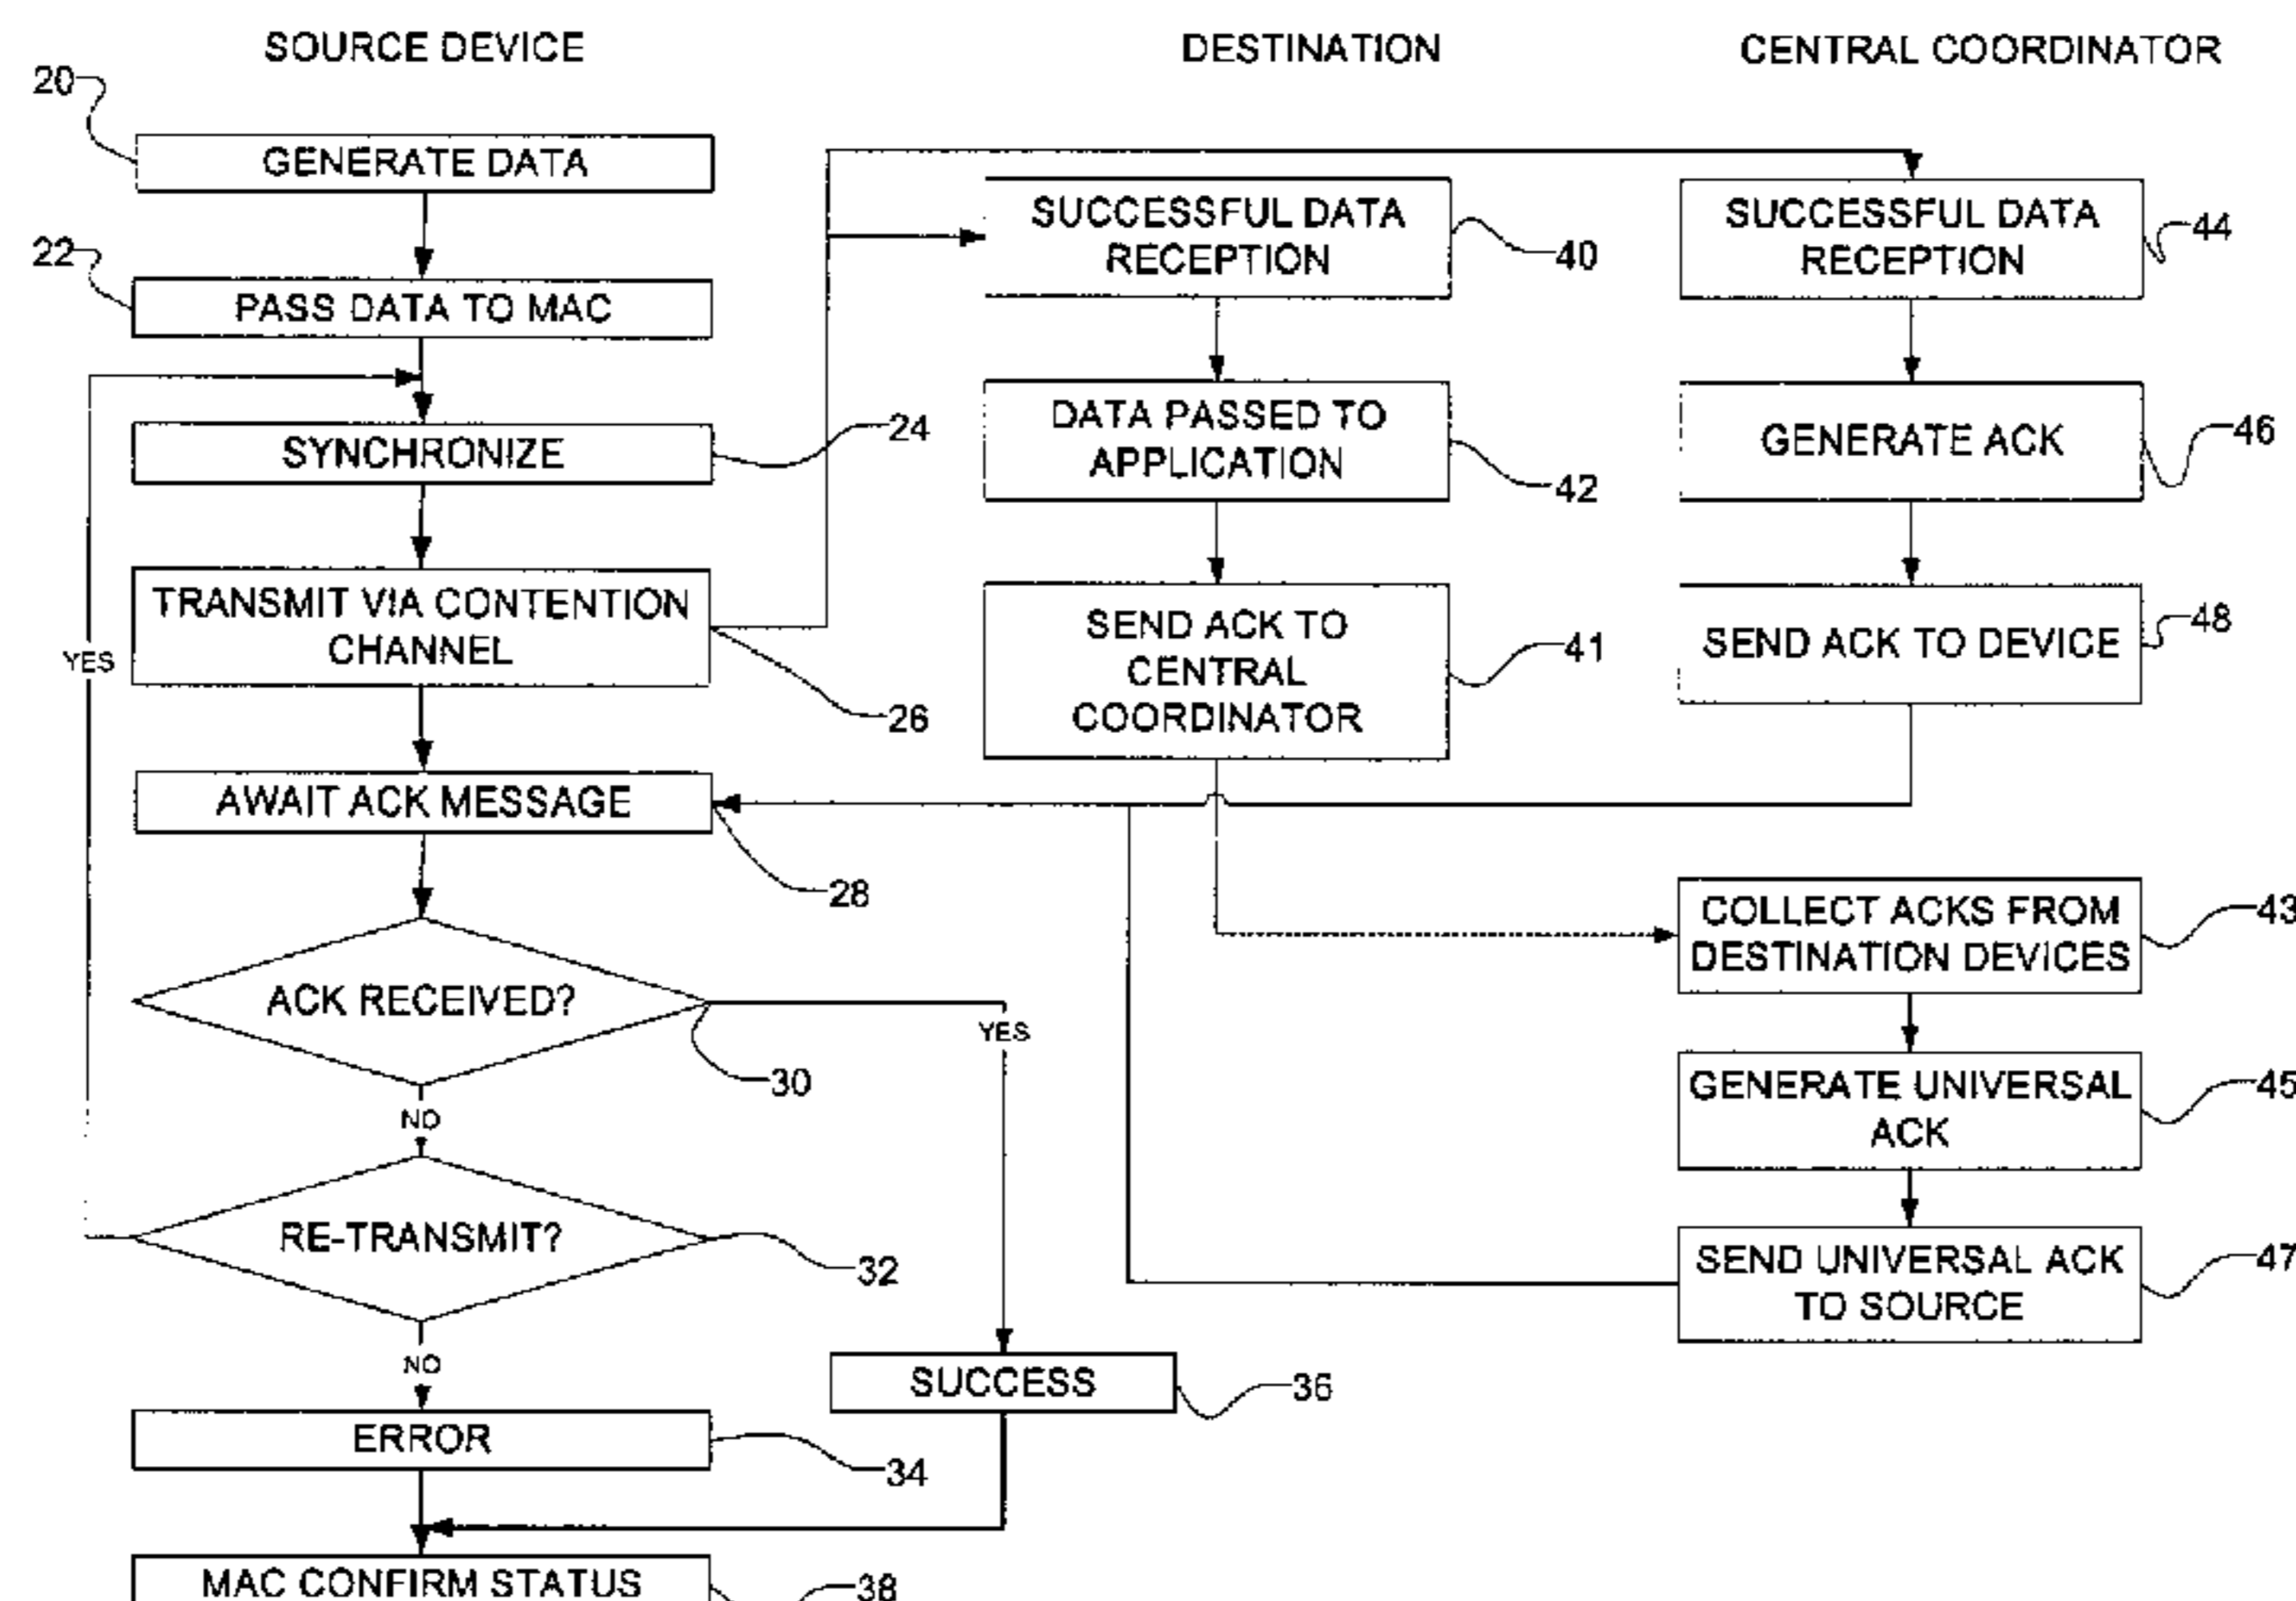 SOURCE DEVICE
DESTINATION
CENTRAL COORDINATOR
20
GENERATE DATA
22
PASS DATA TO MAC
SYNCHRONIZE
24
TRANSMIT VIA CONTENTION
CHANNEL
26
YES
AWAIT ACK MESSAGE
28
ACK RECEIVED?
30
YES
NO
RE-TRANSMIT?
32
NO
ERROR
34
SUCCESS
36
MAC CONFIRM STATUS
38
SUCCESSFUL DATA
RECEPTION
40
DATA PASSED TO
APPLICATION
42
SEND ACK TO
CENTRAL
COORDINATOR
41
SUCCESSFUL DATA
RECEPTION
44
GENERATE ACK
46
SEND ACK TO DEVICE
48
COLLECT ACKS FROM
DESTINATION DEVICES
43
GENERATE UNIVERSAL
ACK
45
SEND UNIVERSAL ACK
TO SOURCE
47